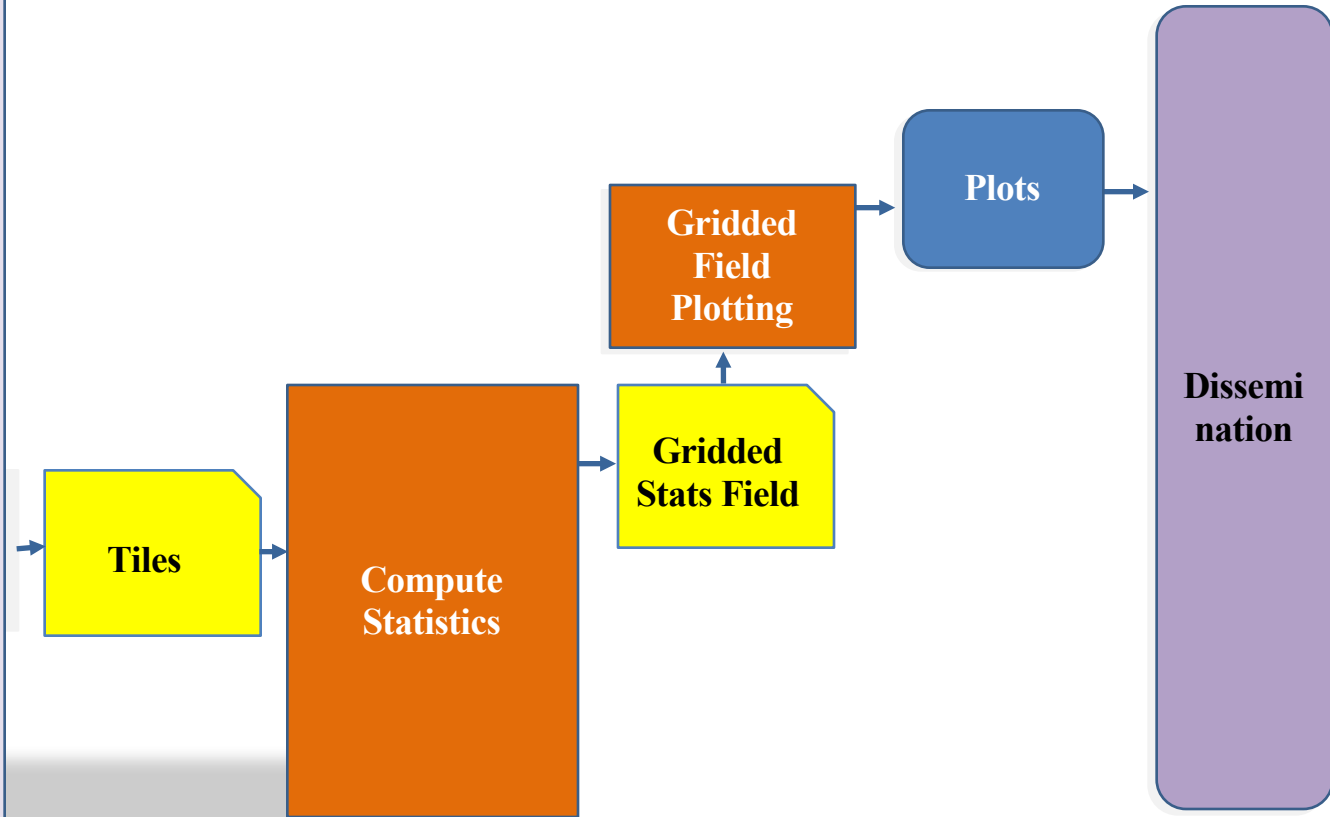 Tiles
Compute
Statistics
Gridded
Stats Field
Gridded
Field
Plotting
Plots
Dissemi
nation